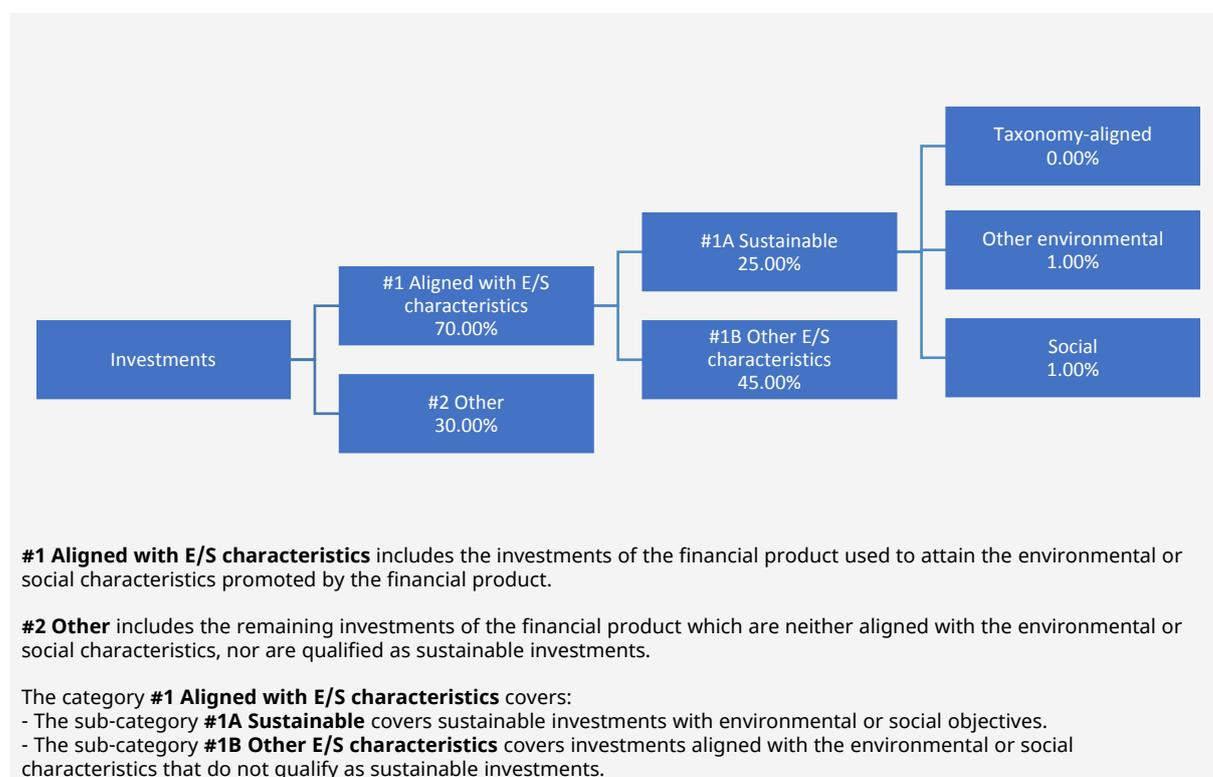 Taxonomy-aligned
0.00%
#1A Sustainable
25.00%
Other environmental
1.00%
#1 Aligned with E/S
characteristics
70.00%
Investments
#1B Other E/S
characteristics
45.00%
Social
1.00%
#2 Other
30.00%
#1 Aligned with E/S characteristics includes the investments of the financial product used to attain the environmental or
social characteristics promoted by the financial product.
#2 Other includes the remaining investments of the financial product which are neither aligned with the environmental or
social characteristics, nor are qualified as sustainable investments.
The category #1 Aligned with E/S characteristics covers:
- The sub-category #1A Sustainable covers sustainable investments with environmental or social objectives.
- The sub-category #1B Other E/S characteristics covers investments aligned with the environmental or social
characteristics that do not qualify as sustainable investments.